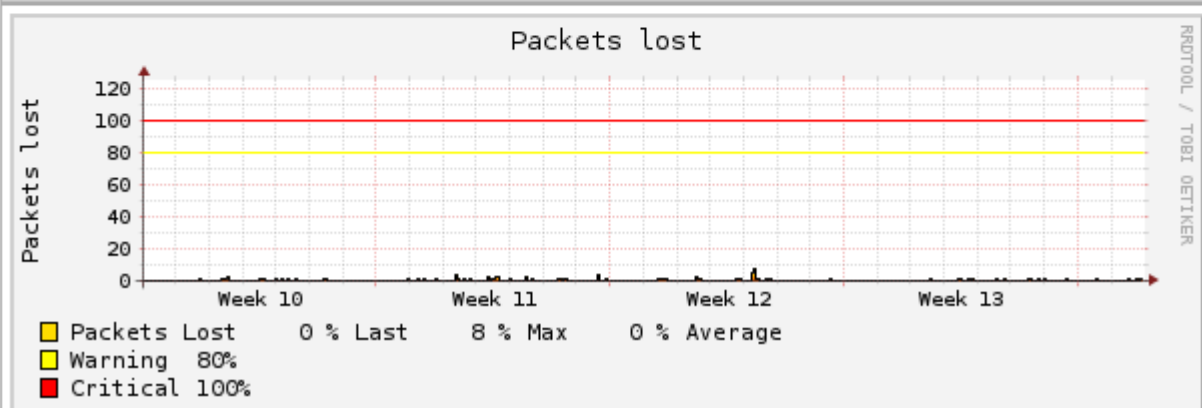 Packets lost
RRDTOOL / TOBI OETIKER
Packets lost
120
100
80
60
40
20
0
Week 10 Week 11 Week 12 Week 13
Packets Lost 0 % Last 8 % Max 0 % Average
Warning 80%
Critical 100%